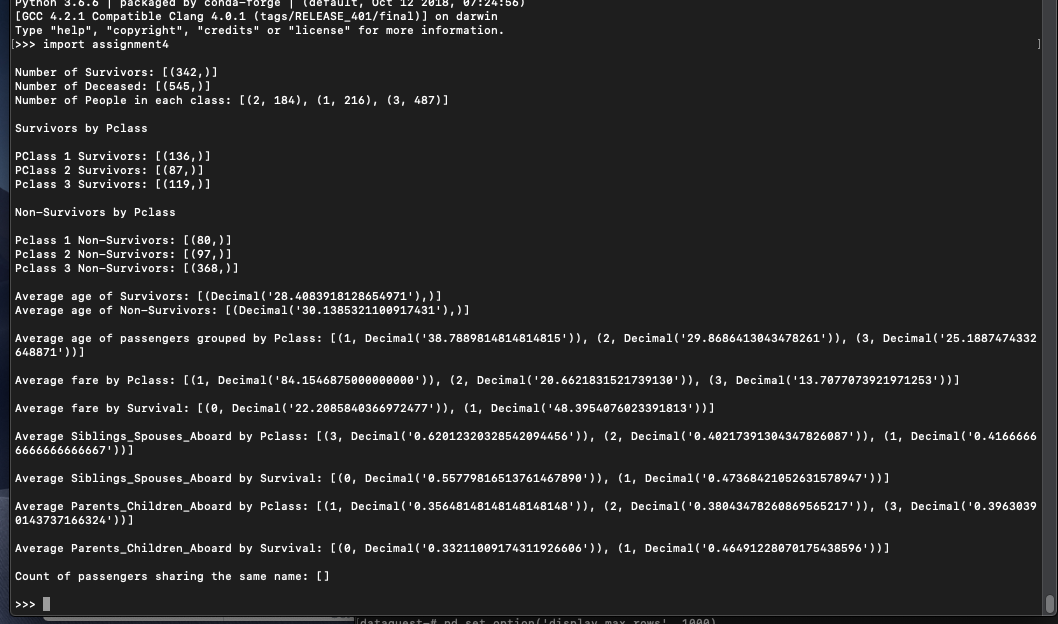 Python 3.6.6 | packaged by conda-forge | (default, Oct 12 2018, 07:24:56)
[GCC 4.2.1 Compatible Clang 4.0.1 (tags/RELEASE_401/final)] on darwin
Type "help", "copyright", "credits" or "license" for more information.
[>>> import assignment4 ]
Number of Survivors: [(342,)]
Number of Deceased: [(545,)]
Number of People in each class: [(2, 184), (1, 216), (3, 487)]
Survivors by Pclass
PClass 1 Survivors: [(136,)]
PClass 2 Survivors: [(87,)]
Pclass 3 Survivors: [(119,)]
Non-Survivors by Pclass
Pclass 1 Non-Survivors: [(80,)]
Pclass 2 Non-Survivors: [(97,)]
Pclass 3 Non-Survivors: [(368,)]
Average age of Survivors: [(Decimal('28.4083918128654971'),)]
Average age of Non-Survivors: [(Decimal('30.1385321100917431'),)]
Average age of passengers grouped by Pclass: [(1, Decimal('38.7889814814814815')), (2, Decimal('29.8686413043478261')), (3, Decimal('25.1887474332
648871'))]
Average fare by Pclass: [(1, Decimal('84.1546875000000000')), (2, Decimal('20.6621831521739130')), (3, Decimal('13.7077073921971253'))]
Average fare by Survival: [(0, Decimal('22.2085840366972477')), (1, Decimal('48.3954076023391813'))]
Average Siblings_Spouses_Aboard by Pclass: [(3, Decimal('0.62012320328542094456')), (2, Decimal('0.40217391304347826087')), (1, Decimal('0.4166666
6666666666667'))]
Average Siblings_Spouses_Aboard by Survival: [(0, Decimal('0.55779816513761467890')), (1, Decimal('0.47368421052631578947'))]
Average Parents_Children_Aboard by Pclass: [(1, Decimal('0.35648148148148148148')), (2, Decimal('0.38043478260869565217')), (3, Decimal('0.3963039
0143737166324'))]
Average Parents_Children_Aboard by Survival: [(0, Decimal('0.33211009174311926606')), (1, Decimal('0.46491228070175438596'))]
Count of passengers sharing the same name: []
>>>
[dataquest-# pd.set_option('display.max_rows', 1000)